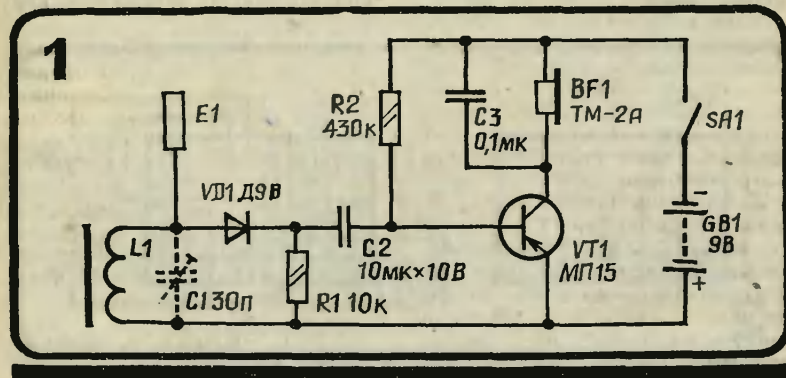 1
E1
R2
430к
C3
0,1мк
BF1
ТМ-2А
SA1
VD1 Д9В
L1
C1 30п
R1 10к
C2
10мк×10В
VT1
МП15
−
GB1
9В
+